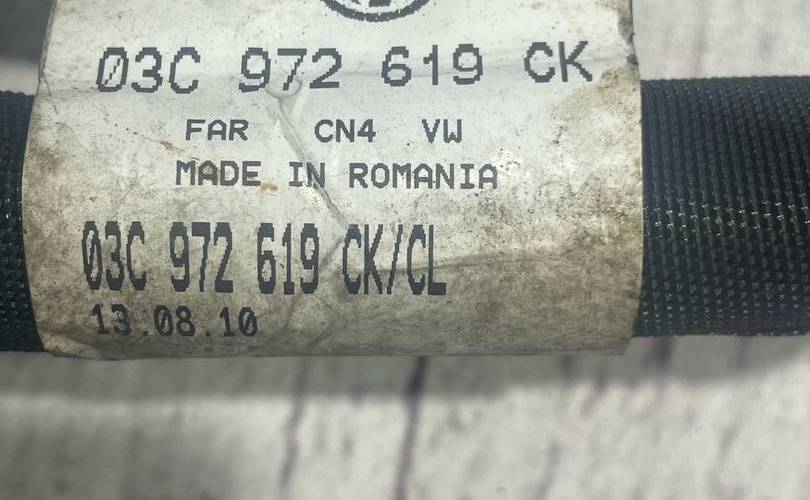 03C 972 619 CK
FAR CN4 VW
MADE IN ROMANIA
03C 972 619 CK/CL
13.08.10